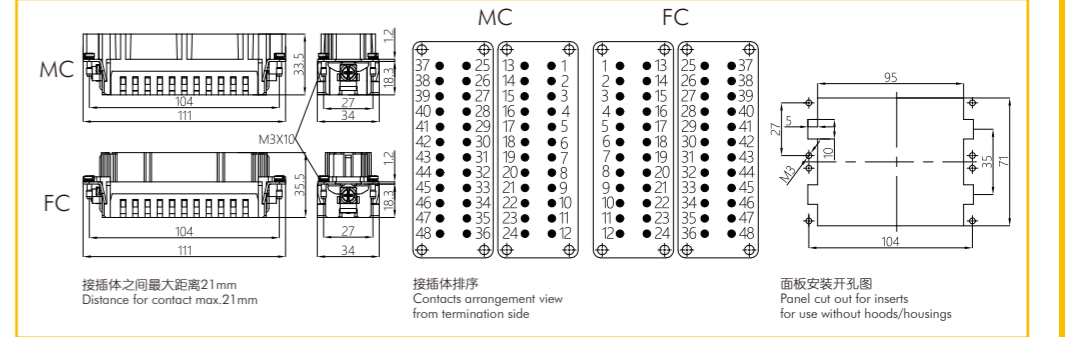 MC
FC
MC
FC
33.5
1.2
18.3
104
111
27
34
M3X10
35.5
1.2
18.3
104
111
27
34
37 25 13 1
38 26 14 2
39 27 15 3
40 28 16 4
41 29 17 5
42 30 18 6
43 31 19 7
44 32 20 8
45 33 21 9
46 34 22 10
47 35 23 11
48 36 24 12
1 13 25 37
2 14 26 38
3 15 27 39
4 16 28 40
5 17 29 41
6 18 30 42
7 19 31 43
8 20 32 44
9 21 33 45
10 22 34 46
11 23 35 47
12 24 36 48
95
27
5
10
M3
35
71
104
接插体之间最大距离21mm
Distance for contact max.21mm
接插体排序
Contacts arrangement view
from termination side
面板安装开孔图
Panel cut out for inserts
for use without hoods/housings